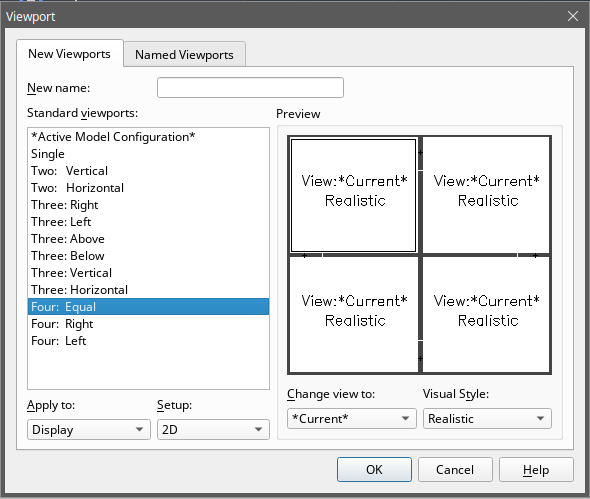 Viewport
New Viewports
Named Viewports
New name:
Standard viewports:
*Active Model Configuration*
Single
Two: Vertical
Two: Horizontal
Three: Right
Three: Left
Three: Above
Three: Below
Three: Vertical
Three: Horizontal
Four: Equal
Four: Right
Four: Left
Apply to:
Setup:
Display
2D
Preview
View:*Current*
Realistic
View:*Current*
Realistic
View:*Current*
Realistic
View:*Current*
Realistic
Change view to:
Visual Style:
*Current*
Realistic
OK
Cancel
Help